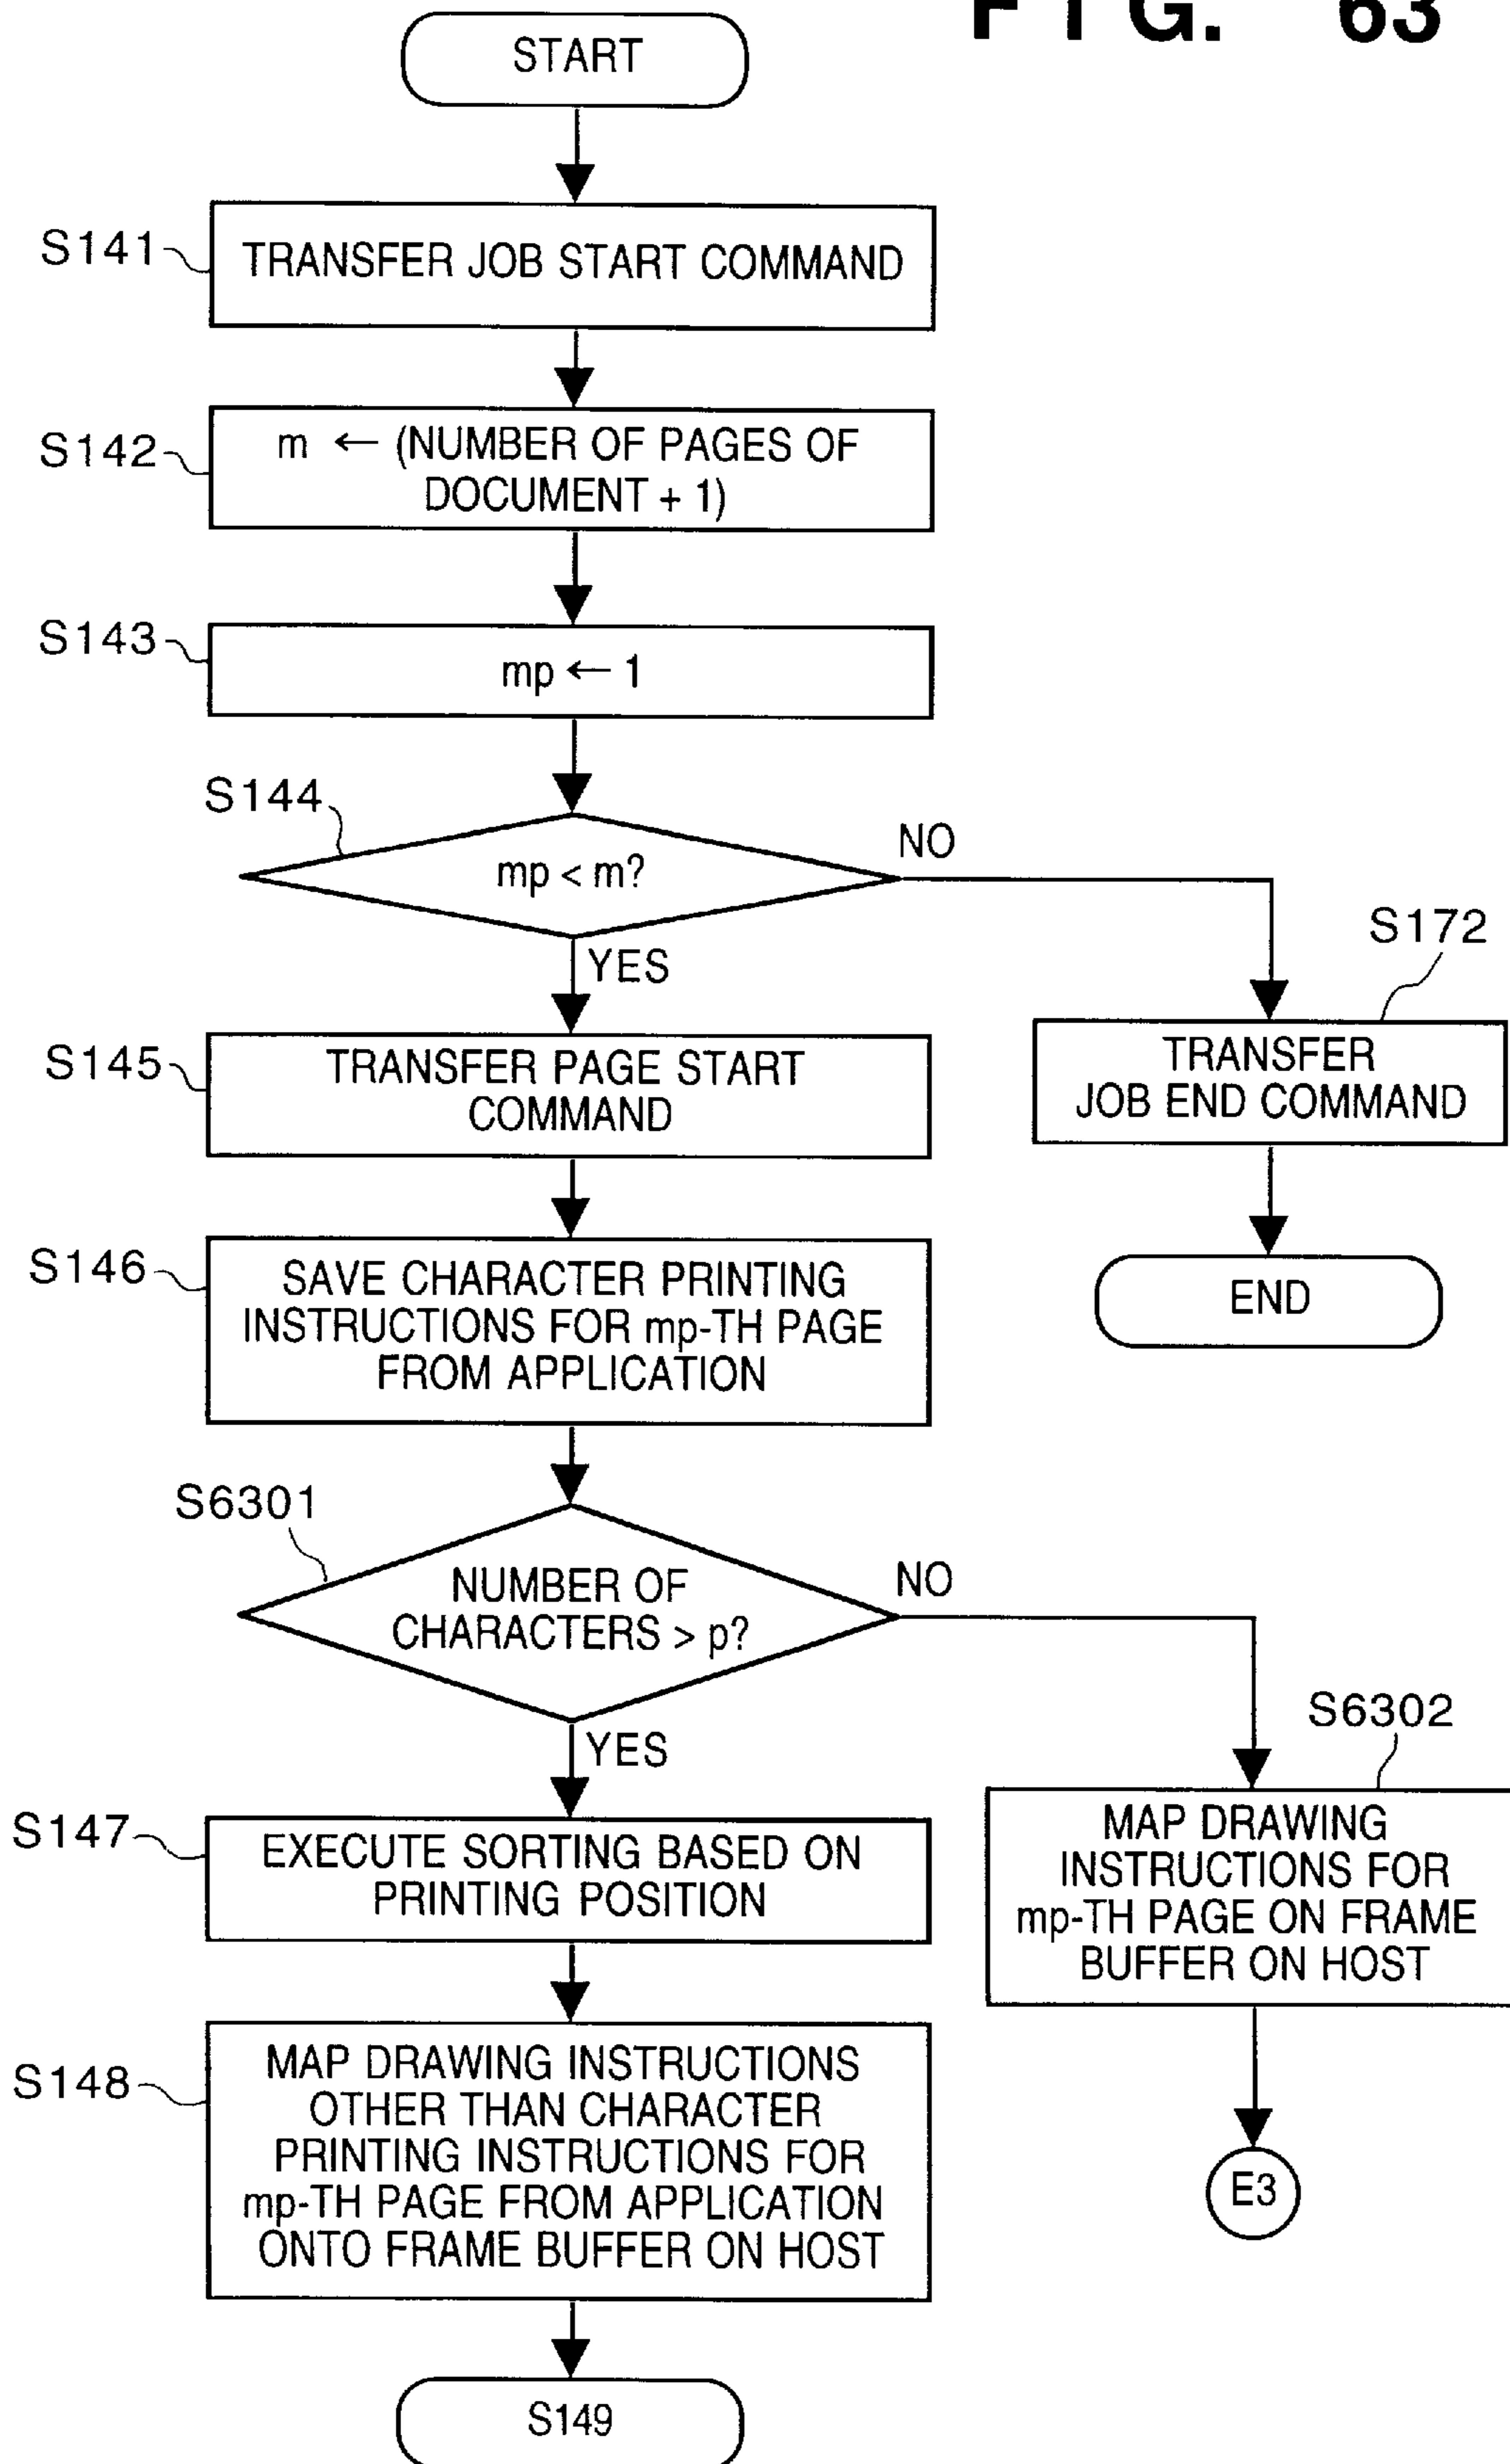 FIG. 63
START
S141
TRANSFER JOB START COMMAND
S142
m ← (NUMBER OF PAGES OF
DOCUMENT + 1)
S143
mp ← 1
S144
mp < m?
NO
YES
S172
TRANSFER
JOB END COMMAND
END
S145
TRANSFER PAGE START
COMMAND
S146
SAVE CHARACTER PRINTING
INSTRUCTIONS FOR mp-TH PAGE
FROM APPLICATION
S6301
NUMBER OF
CHARACTERS > p?
NO
YES
S6302
MAP DRAWING
INSTRUCTIONS FOR
mp-TH PAGE ON FRAME
BUFFER ON HOST
E3
S147
EXECUTE SORTING BASED ON
PRINTING POSITION
S148
MAP DRAWING INSTRUCTIONS
OTHER THAN CHARACTER
PRINTING INSTRUCTIONS FOR
mp-TH PAGE FROM APPLICATION
ONTO FRAME BUFFER ON HOST
S149